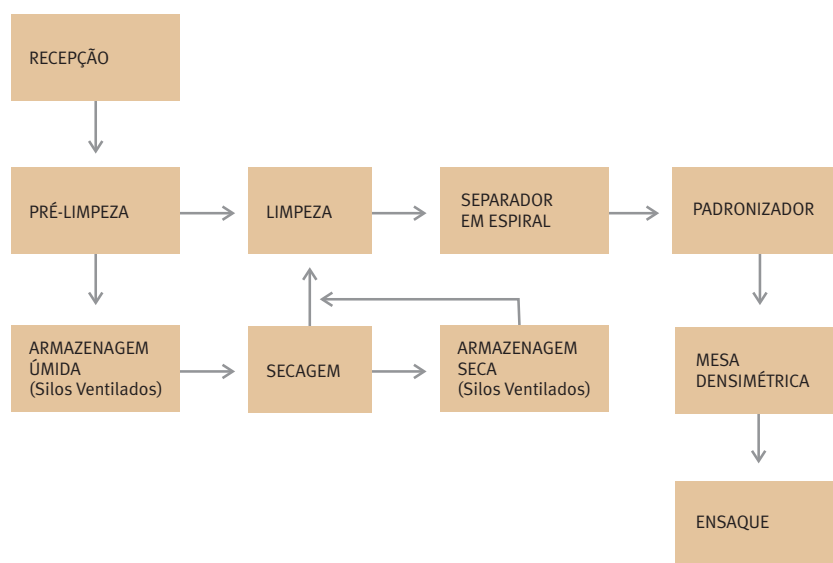 RECEPÇÃO
PRÉ-LIMPEZA
LIMPEZA
SEPARADOR
EM ESPIRAL
PADRONIZADOR
ARMAZENAGEM
ÚMIDA
(Silos Ventilados)
SECAGEM
ARMAZENAGEM
SECA
(Silos Ventilados)
MESA
DENSIMÉTRICA
ENSAQUE